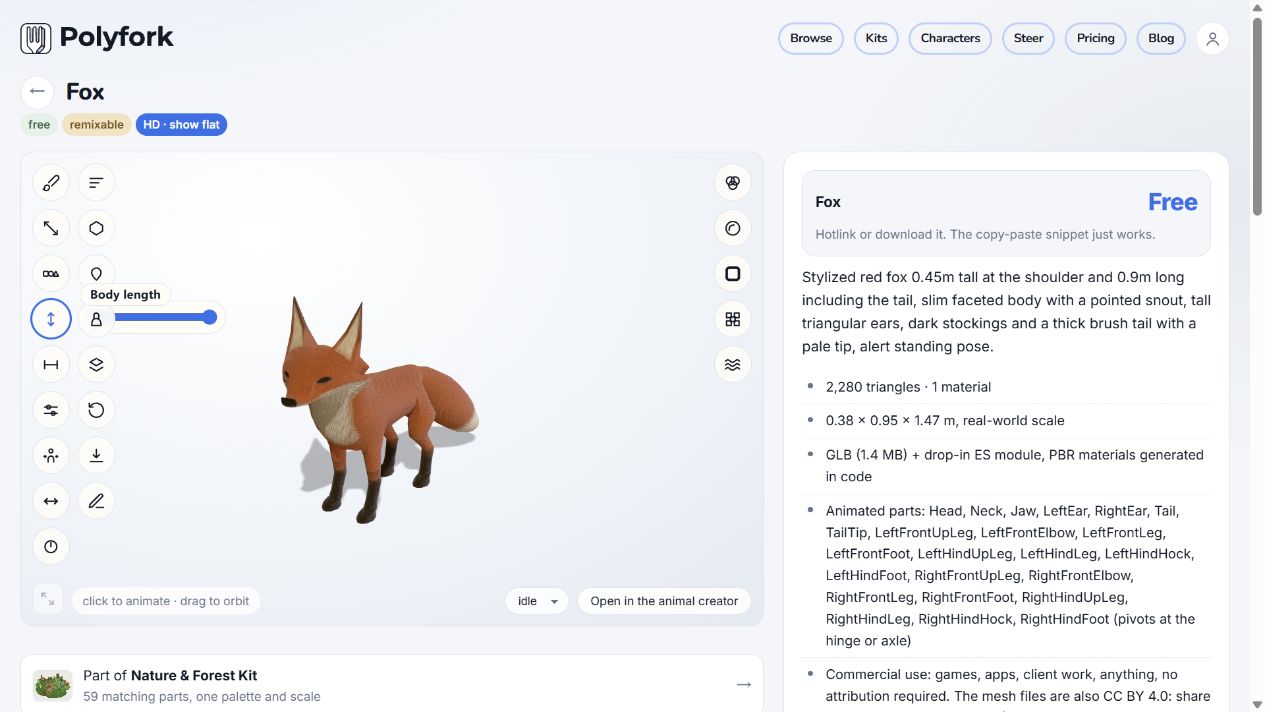 Polyfork
Browse
Kits
Characters
Steer
Pricing
Blog
Fox
free
remixable
HD · show flat
Body length
click to animate · drag to orbit
idle
Open in the animal creator
Part of Nature & Forest Kit
59 matching parts, one palette and scale
Fox
Free
Hotlink or download it. The copy-paste snippet just works.
Stylized red fox 0.45m tall at the shoulder and 0.9m long
including the tail, slim faceted body with a pointed snout, tall
triangular ears, dark stockings and a thick brush tail with a
pale tip, alert standing pose.
2,280 triangles · 1 material
0.38 × 0.95 × 1.47 m, real-world scale
GLB (1.4 MB) + drop-in ES module, PBR materials generated
in code
Animated parts: Head, Neck, Jaw, LeftEar, RightEar, Tail,
TailTip, LeftFrontUpLeg, LeftFrontElbow, LeftFrontLeg,
LeftFrontFoot, LeftHindUpLeg, LeftHindLeg, LeftHindHock,
LeftHindFoot, RightFrontUpLeg, RightFrontElbow,
RightFrontLeg, RightFrontFoot, RightHindUpLeg,
RightHindLeg, RightHindHock, RightHindFoot (pivots at the
hinge or axle)
Commercial use: games, apps, client work, anything, no
attribution required. The mesh files are also CC BY 4.0: share